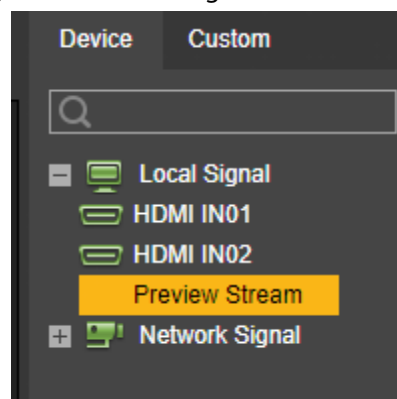 Device Custom
Local Signal
HDMI IN01
HDMI IN02
Preview Stream
Network Signal